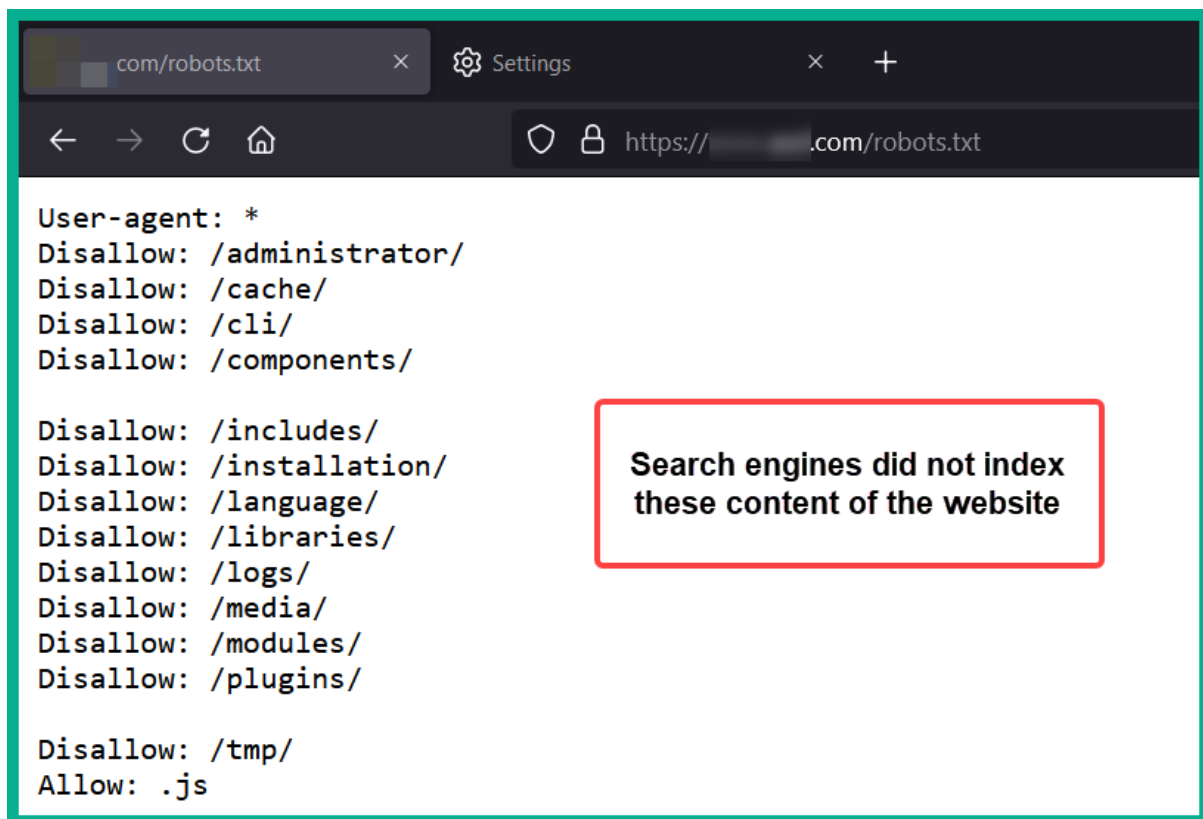 com/robots.txt
Settings
https:// .com/robots.txt
User-agent: *
Disallow: /administrator/
Disallow: /cache/
Disallow: /cli/
Disallow: /components/
Disallow: /includes/
Disallow: /installation/
Disallow: /language/
Disallow: /libraries/
Disallow: /logs/
Disallow: /media/
Disallow: /modules/
Disallow: /plugins/
Disallow: /tmp/
Allow: .js
Search engines did not index
these content of the website